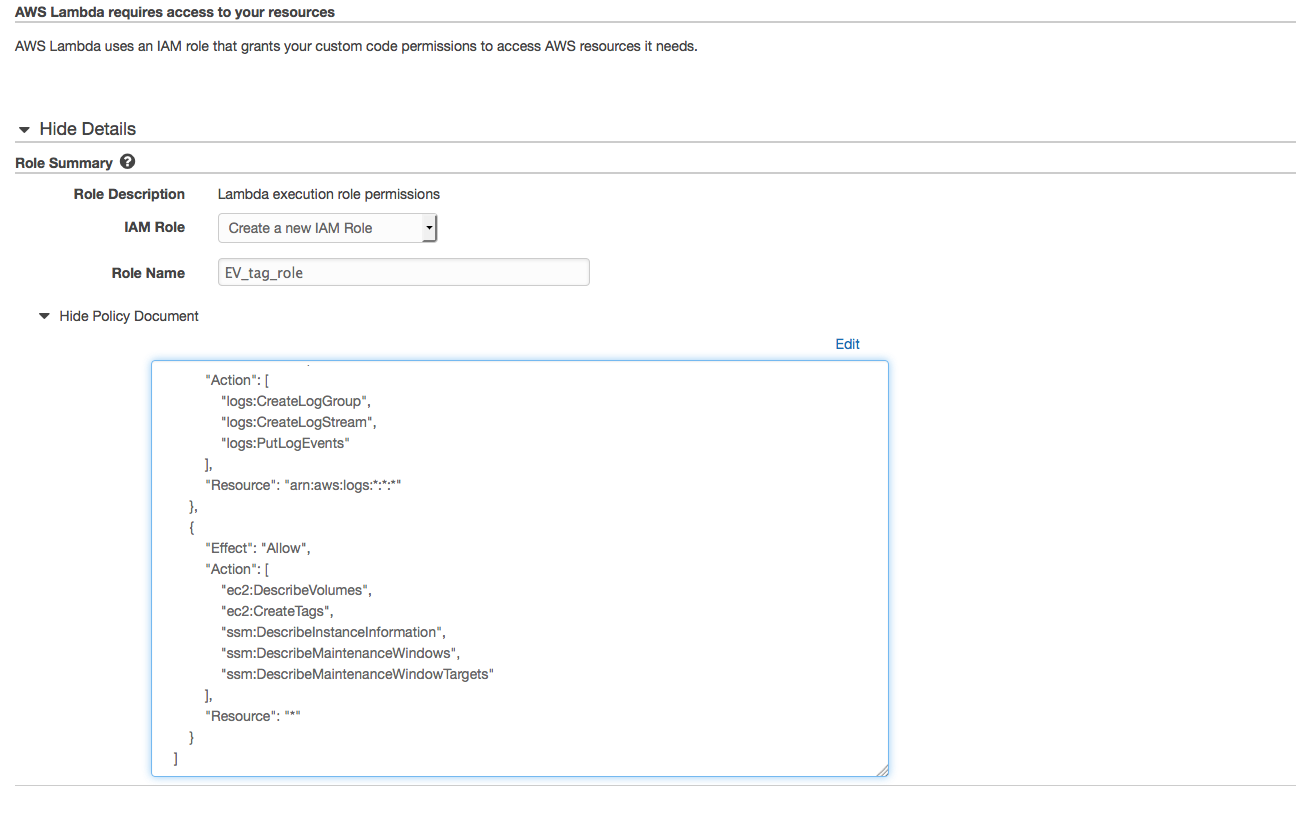 AWS Lambda requires access to your resources
AWS Lambda uses an IAM role that grants your custom code permissions to access AWS resources it needs.
Hide Details
Role Summary ?
Role Description Lambda execution role permissions
IAM Role Create a new IAM Role
Role Name EV_tag_role
Hide Policy Document
Edit
"Action": [
"logs:CreateLogGroup",
"logs:CreateLogStream",
"logs:PutLogEvents"
],
"Resource": "arn:aws:logs:*:*:*"
},
{
"Effect": "Allow",
"Action": [
"ec2:DescribeVolumes",
"ec2:CreateTags",
"ssm:DescribeInstanceInformation",
"ssm:DescribeMaintenanceWindows",
"ssm:DescribeMaintenanceWindowTargets"
],
"Resource": "*"
}
]